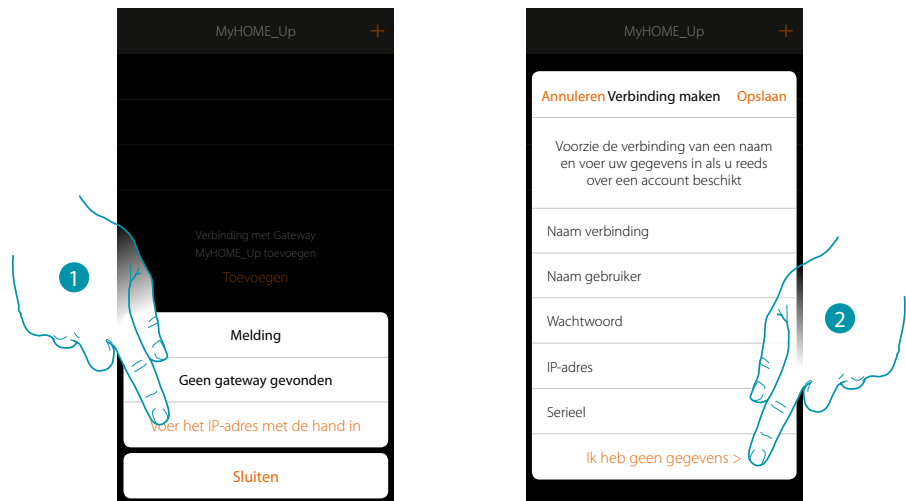 MyHOME_Up +
Verbinding met Gateway
MyHOME_Up toevoegen
Toevoegen
1
Melding
Geen gateway gevonden
Voer het IP-adres met de hand in
Sluiten
MyHOME_Up +
Annuleren Verbinding maken Opslaan
Voorzie de verbinding van een naam
en voer uw gegevens in als u reeds
over een account beschikt
Naam verbinding
Naam gebruiker
Wachtwoord
2
IP-adres
Serieel
Ik heb geen gegevens >